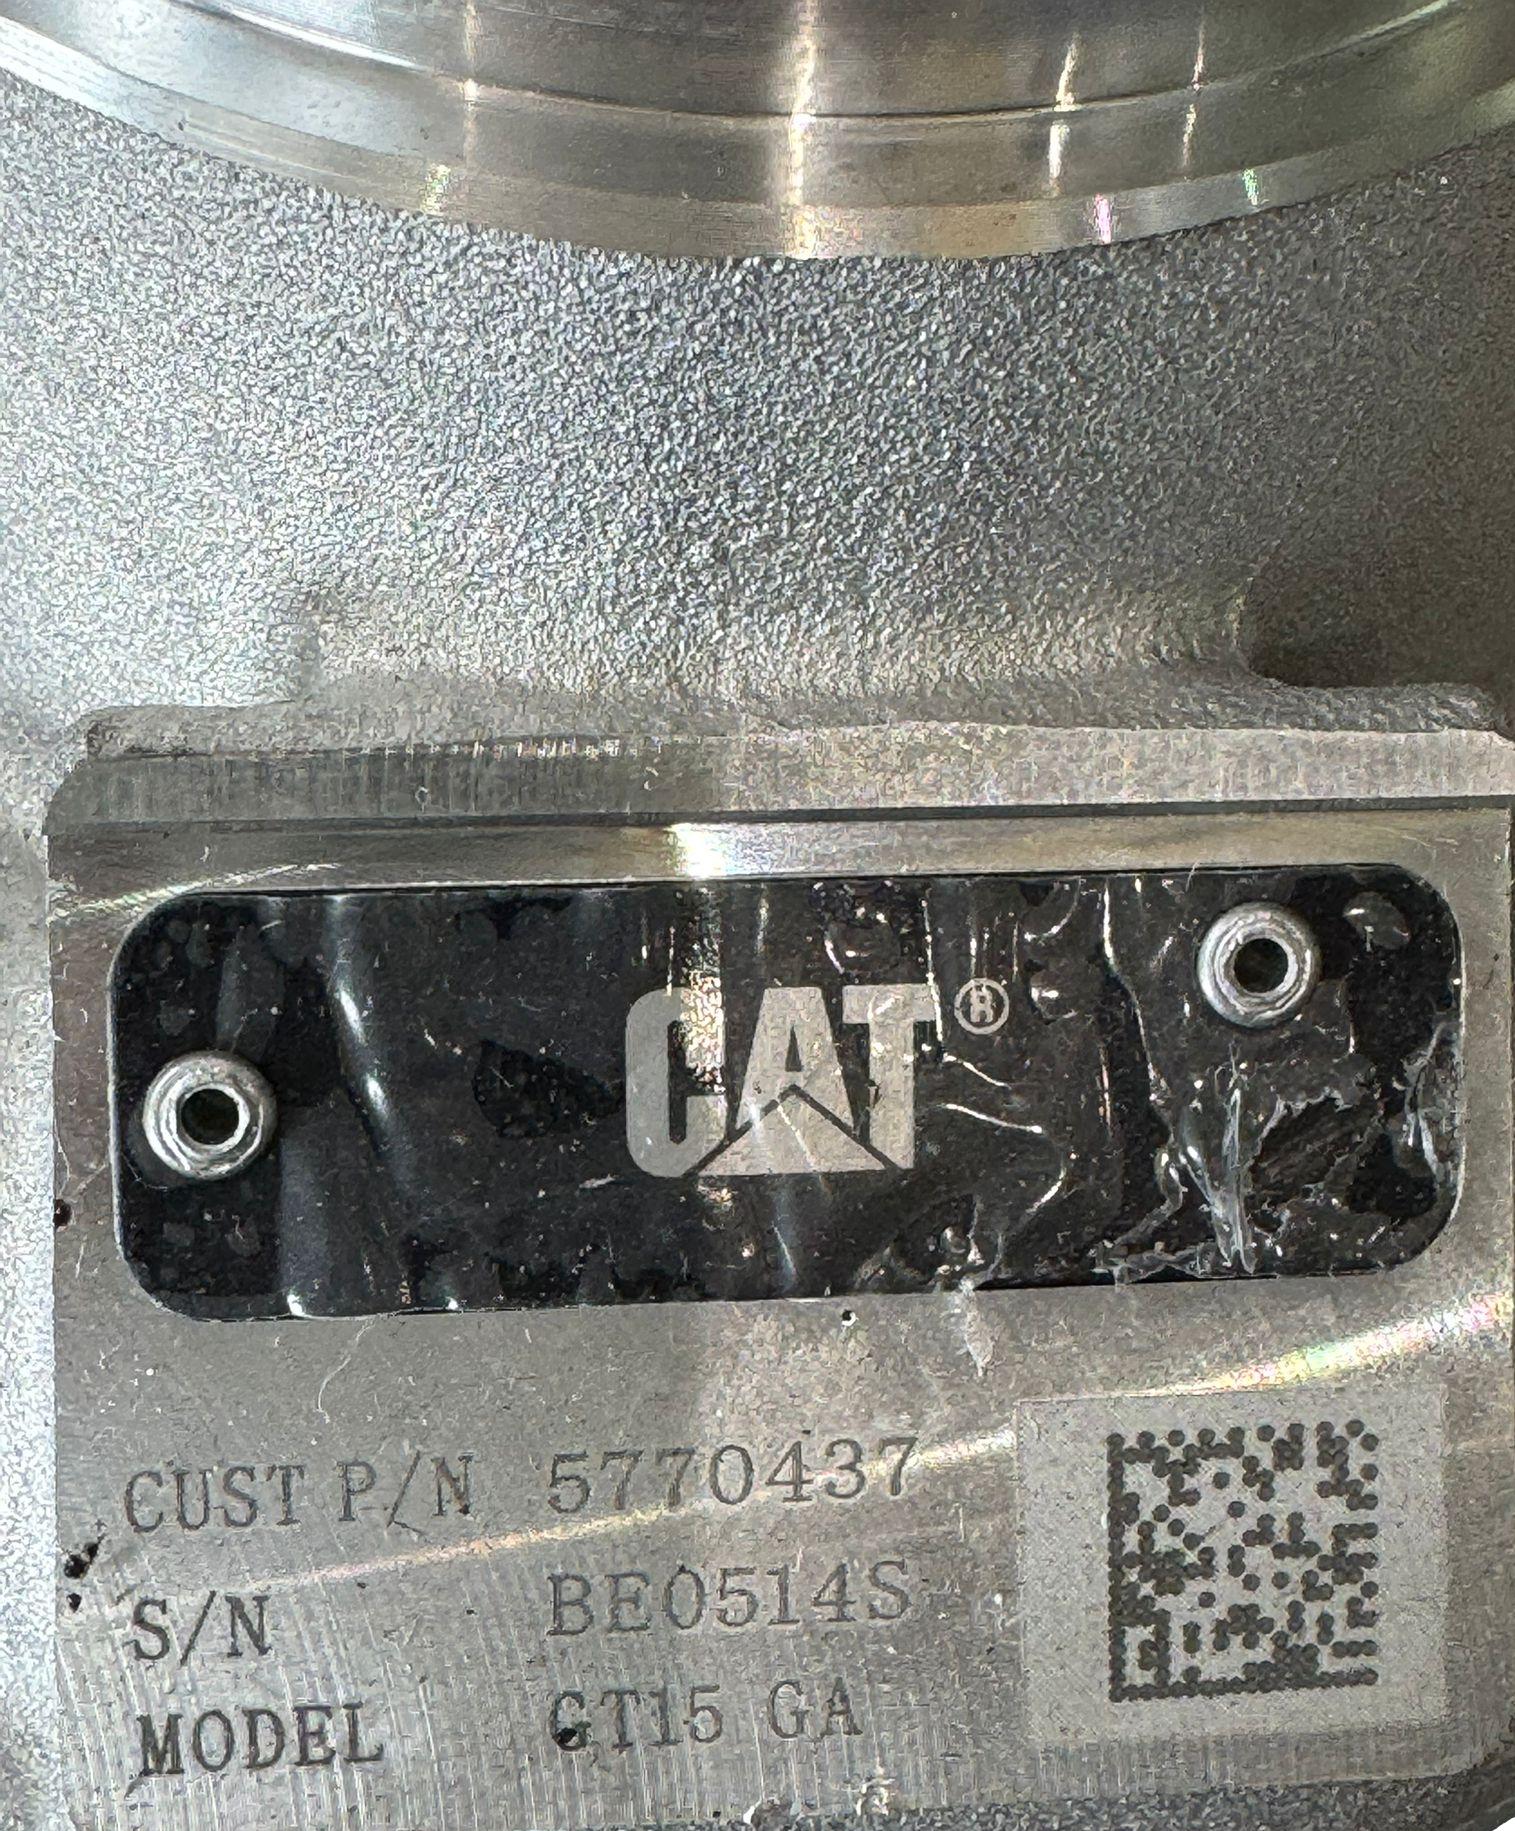 CAT®
CUST P/N 5770437
S/N BE0514S
MODEL GT15 GA